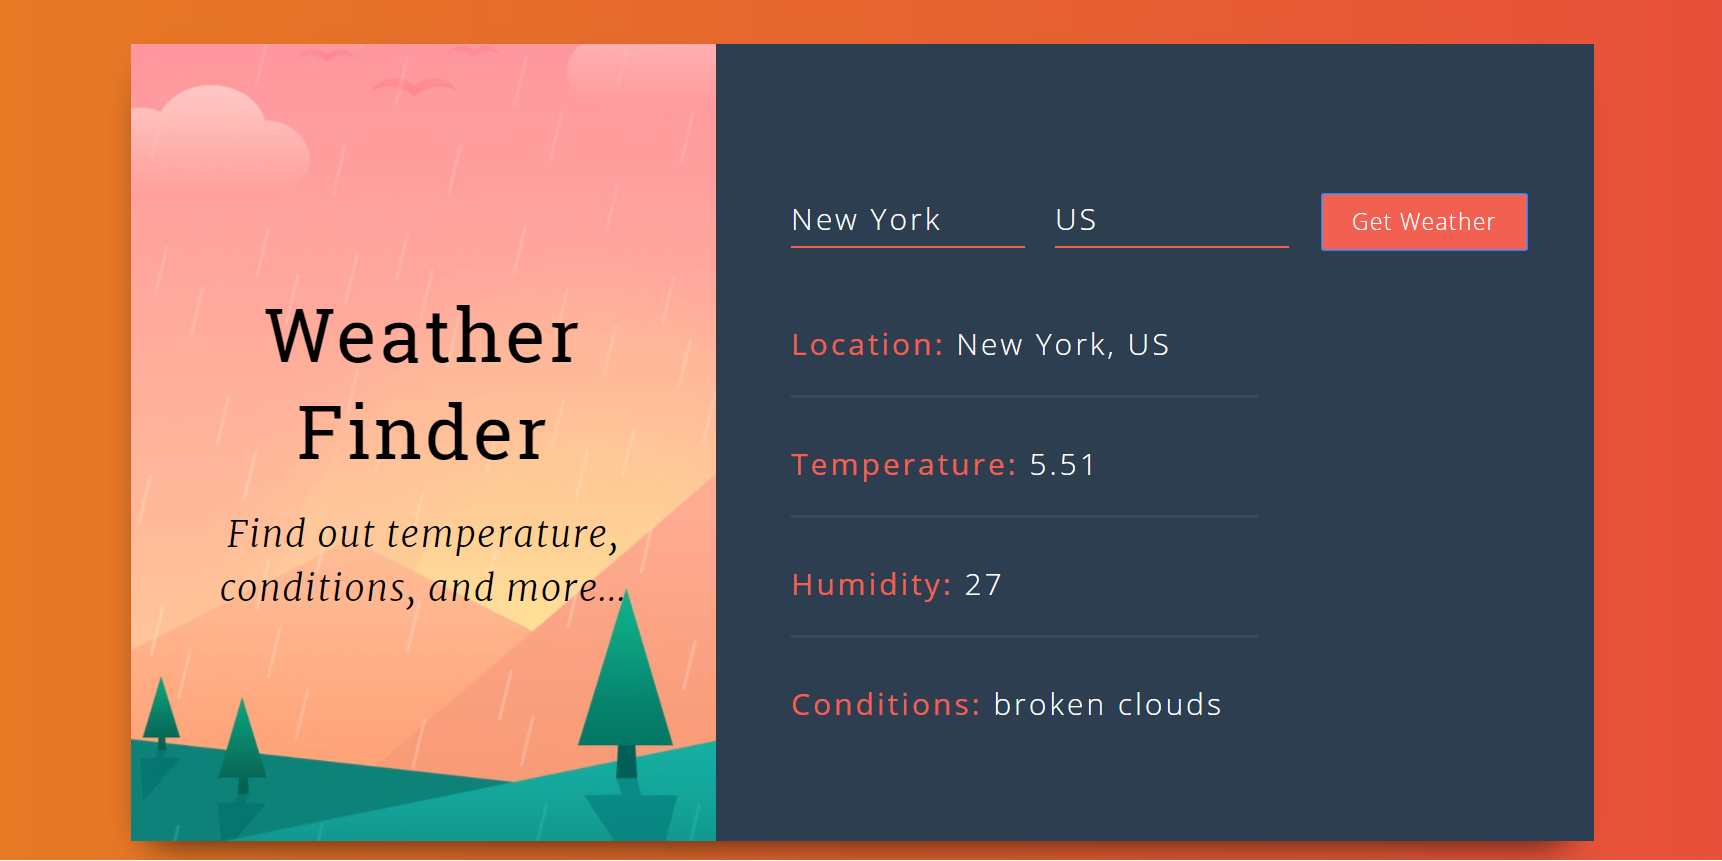 Weather
Finder
Find out temperature,
conditions, and more...
New York
US
Get Weather
Location: New York, US
Temperature: 5.51
Humidity: 27
Conditions: broken clouds